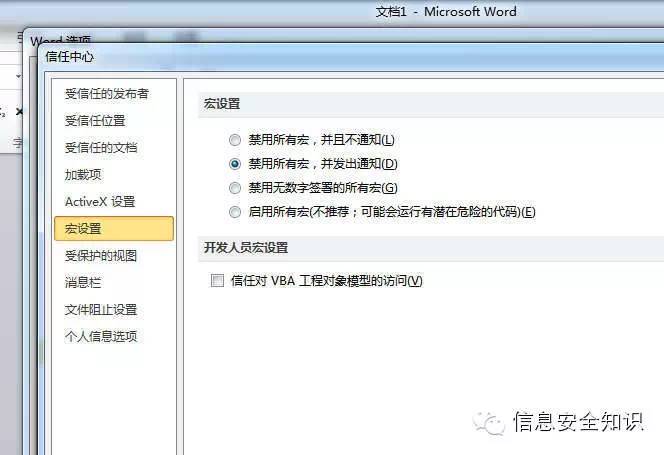 文档1 - Microsoft Word
Word 选项
信任中心
受信任的发布者
受信任位置
受信任的文档
加载项
ActiveX 设置
宏设置
受保护的视图
消息栏
文件阻止设置
个人信息选项
宏设置
禁用所有宏，并且不通知(L)
禁用所有宏，并发出通知(D)
禁用无数字签署的所有宏(G)
启用所有宏(不推荐；可能会运行有潜在危险的代码)(E)
开发人员宏设置
信任对 VBA 工程对象模型的访问(V)
信息安全知识